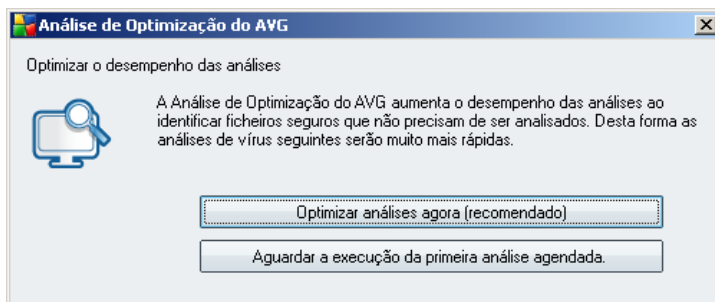 Análise de Optimização do AVG
Optimizar o desempenho das análises
A Análise de Optimização do AVG aumenta o desempenho das análises ao
identificar ficheiros seguros que não precisam de ser analisados. Desta forma as
análises de vírus seguintes serão muito mais rápidas.
Optimizar análises agora (recomendado)
Aguardar a execução da primeira análise agendada.